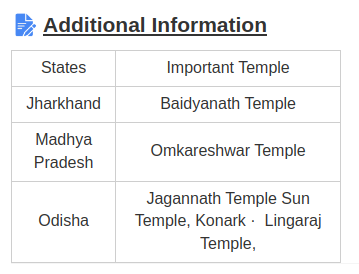 Additional Information
States Important Temple
Jharkhand Baidyanath Temple
Madhya
Pradesh
Omkareshwar Temple
Odisha
Jagannath Temple Sun
Temple, Konark · Lingaraj
Temple,